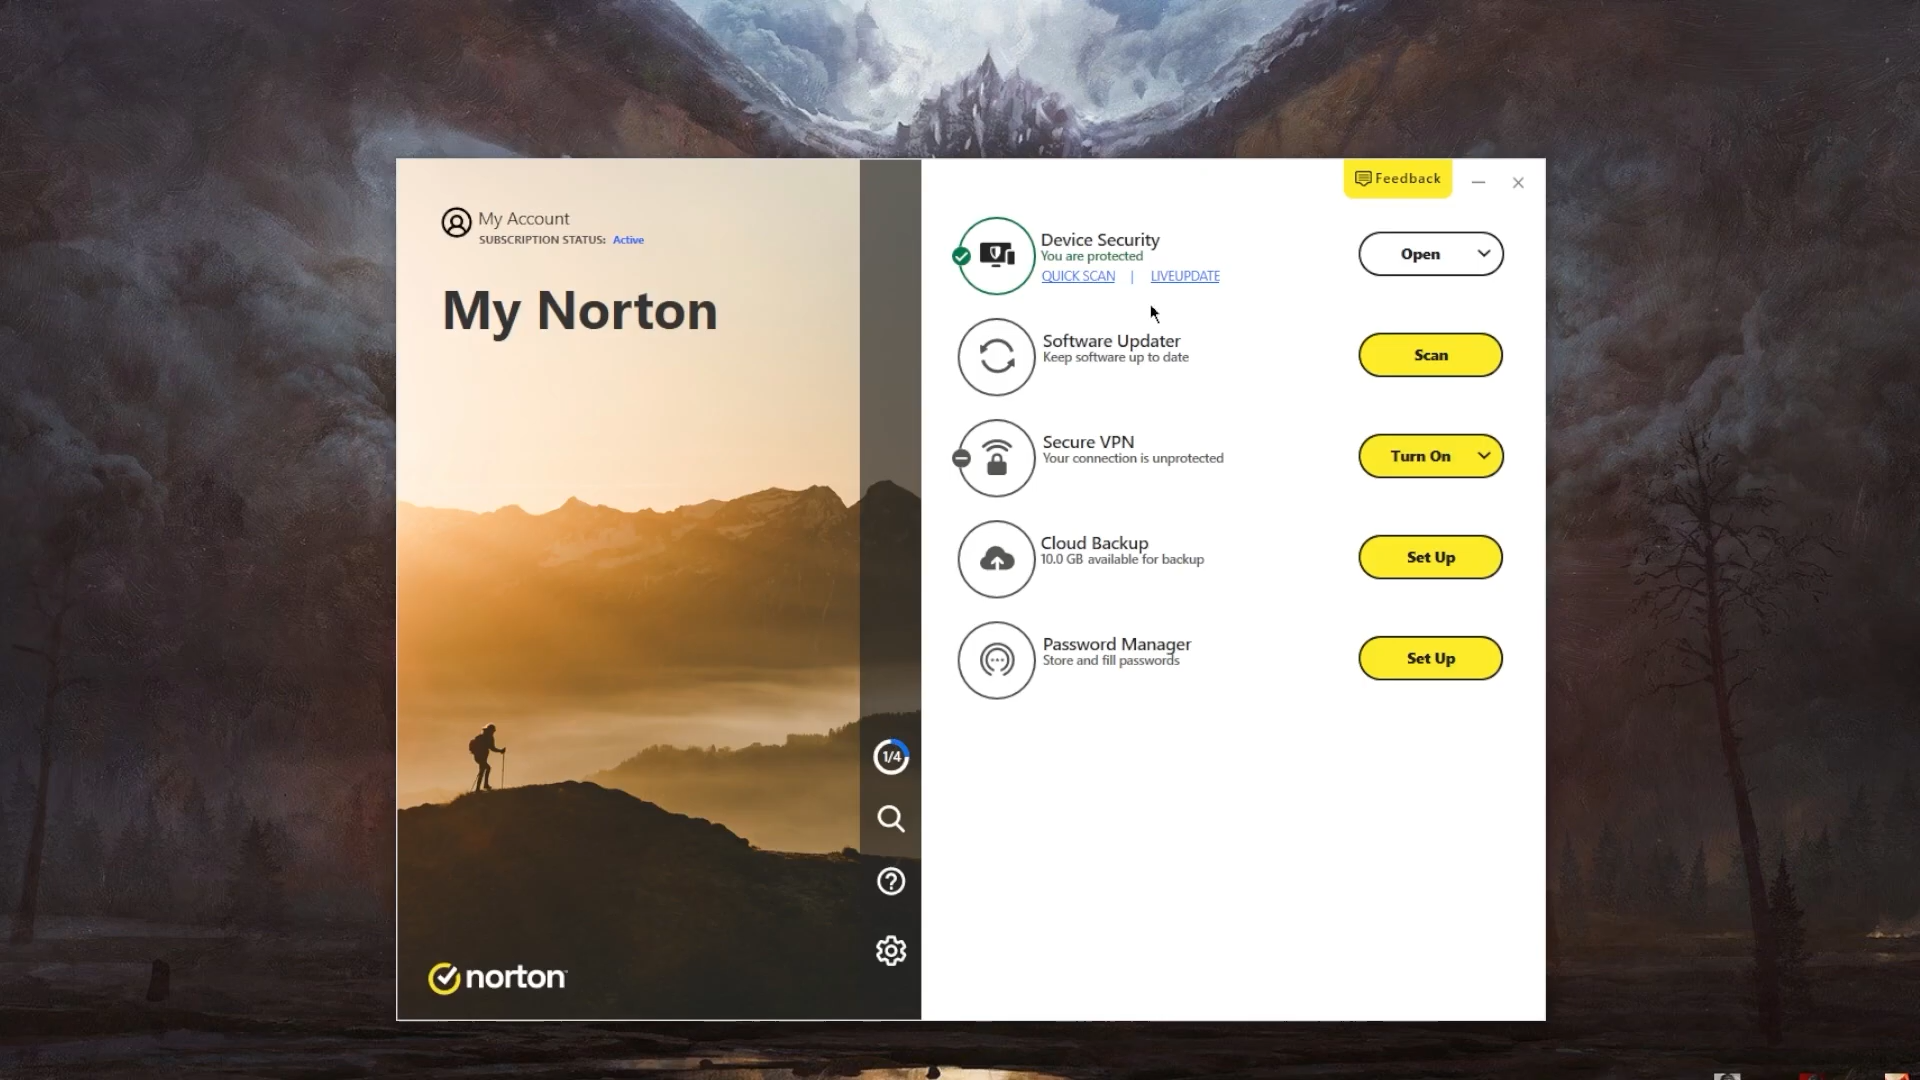 Feedback
My Account
SUBSCRIPTION STATUS: Active
My Norton
Device Security
You are protected
QUICK SCAN | LIVEUPDATE
Open
Software Updater
Keep software up to date
Scan
Secure VPN
Your connection is unprotected
Turn On
Cloud Backup
10.0 GB available for backup
Set Up
Password Manager
Store and fill passwords
Set Up
1/4
norton